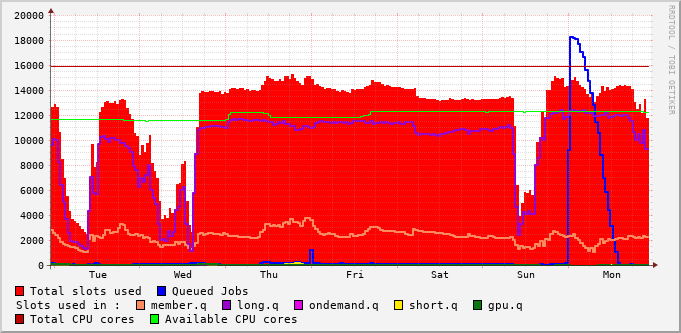 RRDTOOL / TOBI OETIKER
20000
18000
16000
14000
12000
10000
8000
6000
4000
2000
0
Tue Wed Thu Fri Sat Sun Mon
Total slots used Queued Jobs
Slots used in : member.q long.q ondemand.q short.q gpu.q
Total CPU cores Available CPU cores